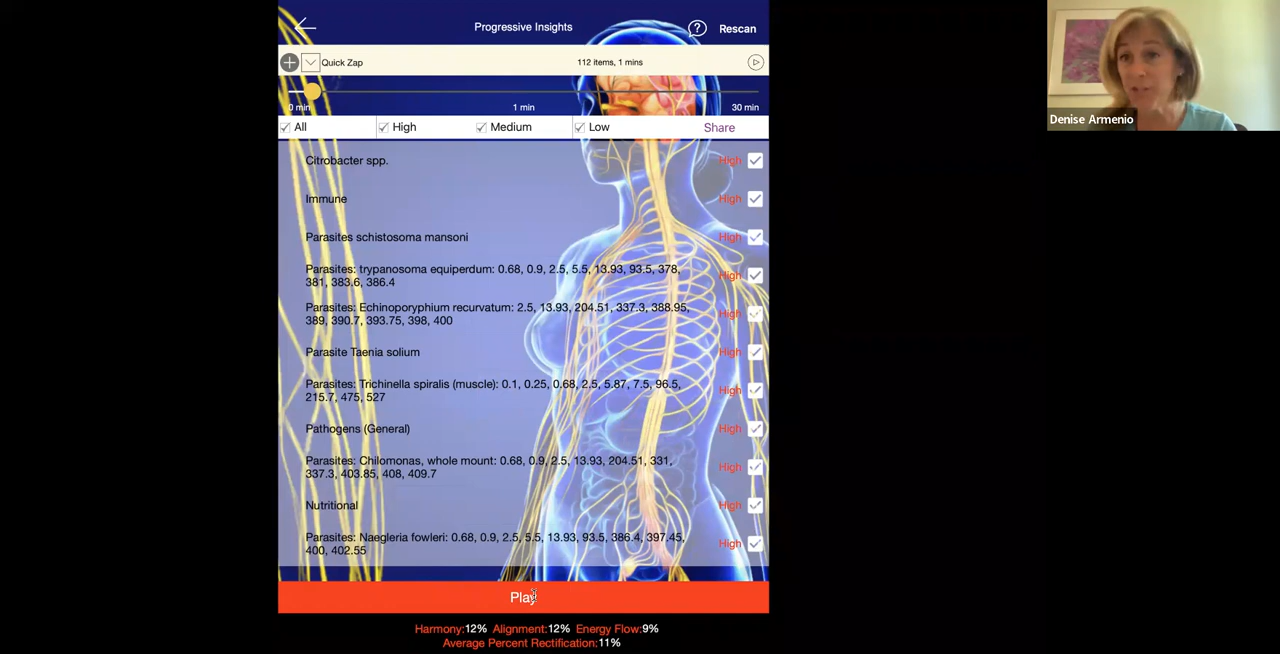 Progressive Insights
Rescan
Quick Zap
112 items, 1 mins
0 min
1 min
30 min
All
High
Medium
Low
Share
Citrobacter spp.
High
Immune
High
Parasites schistosoma mansoni
High
Parasites: trypanosoma equiperdum: 0.68, 0.9, 2.5, 5.5, 13.93, 93.5, 378,
381, 383.6, 386.4
High
Parasites: Echinoporyphium recurvatum: 2.5, 13.93, 204.51, 337.3, 388.95,
389, 390.7, 393.75, 398, 400
High
Parasite Taenia solium
High
Parasites: Trichinella spiralis (muscle): 0.1, 0.25, 0.68, 2.5, 5.87, 7.5, 96.5,
215.7, 475, 527
High
Pathogens (General)
High
Parasites: Chilomonas, whole mount: 0.68, 0.9, 2.5, 13.93, 204.51, 331,
337.3, 403.85, 408, 409.7
High
Nutritional
High
Parasites: Naegleria fowleri: 0.68, 0.9, 2.5, 5.5, 13.93, 93.5, 386.4, 397.45,
400, 402.55
High
Play
Harmony:12% Alignment:12% Energy Flow:9%
Average Percent Rectification:11%
Denise Armenio